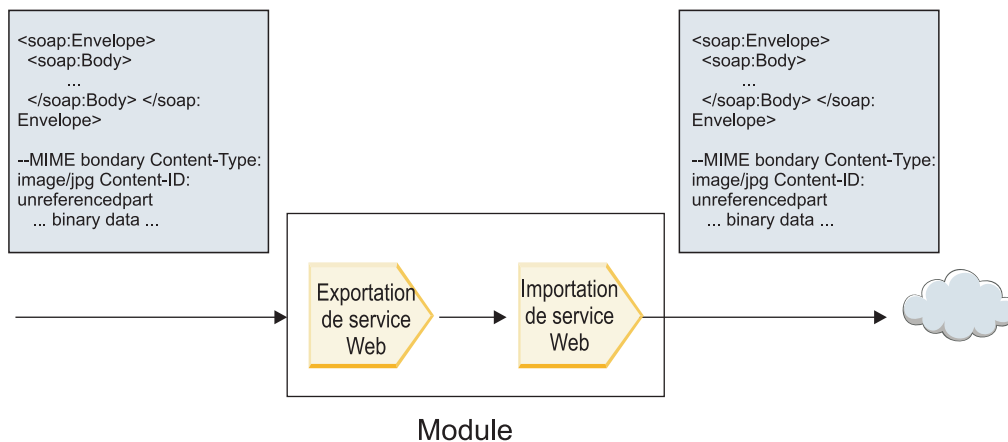 <soap:Envelope>
<soap:Body>
...
</soap:Body> </soap:
Envelope>
--MIME bondary Content-Type:
image/jpg Content-ID:
unreferencedpart
... binary data ...
<soap:Envelope>
<soap:Body>
...
</soap:Body> </soap:
Envelope>
--MIME bondary Content-Type:
image/jpg Content-ID:
unreferencedpart
... binary data ...
Exportation
de service
Web
Importation
de service
Web
Module